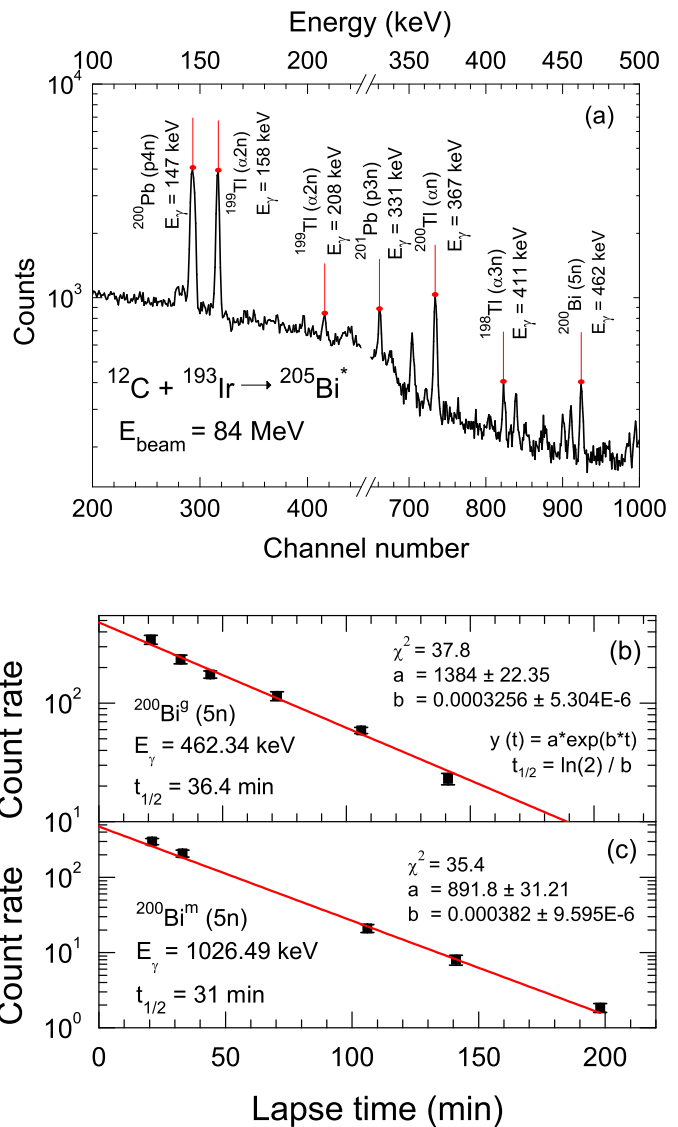 Energy (keV)
100 150 200 350 400 450 500
10⁴
(a)
²⁰⁰Pb (p4n)
E_γ = 147 keV
¹⁹⁹Tl (α2n)
E_γ = 158 keV
¹⁹⁹Tl (α2n)
E_γ = 208 keV
²⁰¹Pb (p3n)
E_γ = 331 keV
²⁰⁰Tl (αn)
E_γ = 367 keV
¹⁹⁸Tl (α3n)
E_γ = 411 keV
²⁰⁰Bi (5n)
E_γ = 462 keV
Counts
10³
¹²C + ¹⁹³Ir → ²⁰⁵Bi*
E_beam = 84 MeV
200 300 400 700 800 900 1000
Channel number
(b)
χ² = 37.8
a = 1384 ± 22.35
b = 0.0003256 ± 5.304E-6
y (t) = a*exp(b*t)
t_1/2 = ln(2) / b
Count rate
10²
²⁰⁰Biᵍ (5n)
E_γ = 462.34 keV
t_1/2 = 36.4 min
10¹
(c)
χ² = 35.4
a = 891.8 ± 31.21
b = 0.000382 ± 9.595E-6
Count rate
10²
²⁰⁰Biᵐ (5n)
E_γ = 1026.49 keV
t_1/2 = 31 min
10¹
10⁰
0 50 100 150 200
Lapse time (min)